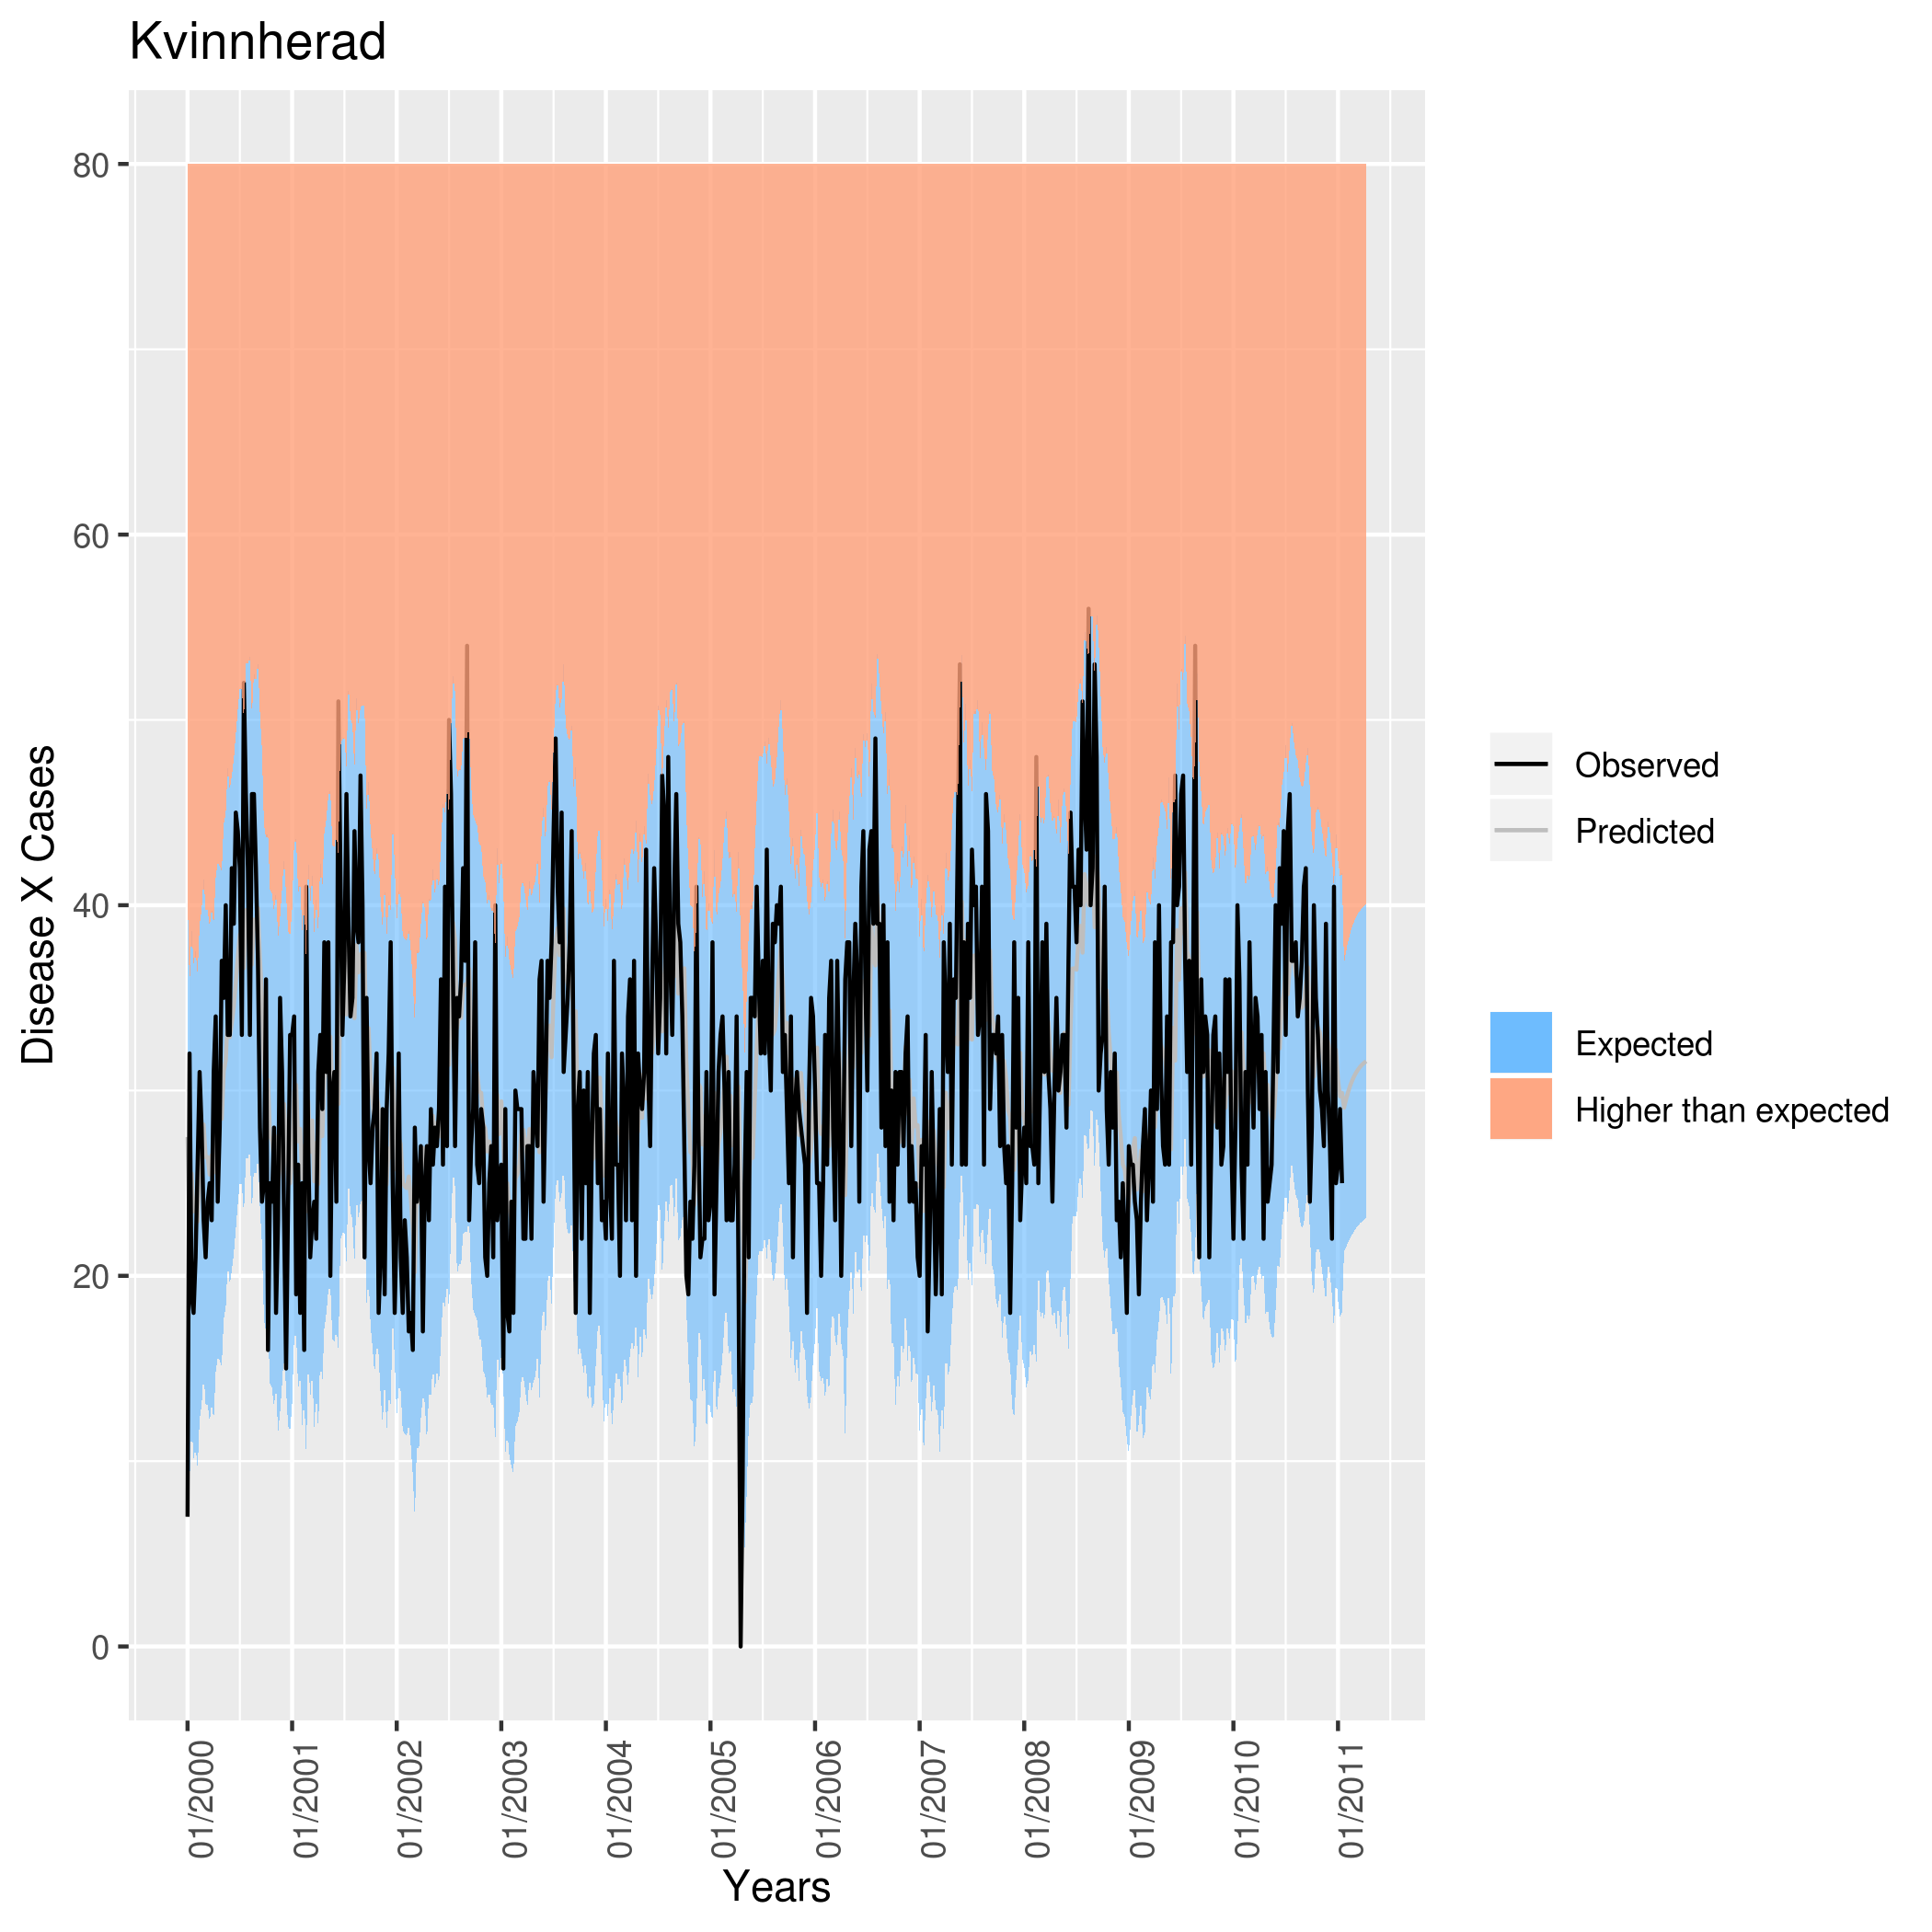 Kvinnherad
Disease X Cases
80
60
40
20
0
01/2000
01/2001
01/2002
01/2003
01/2004
01/2005
01/2006
01/2007
01/2008
01/2009
01/2010
01/2011
Years
Observed
Predicted
Expected
Higher than expected